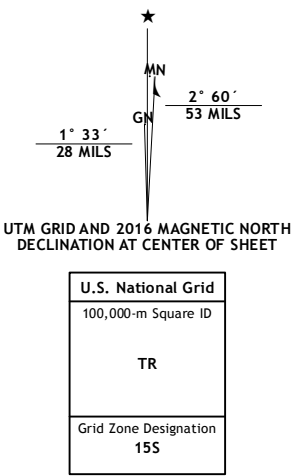 MN
2° 60´
53 MILS
GN
1° 33´
28 MILS
UTM GRID AND 2016 MAGNETIC NORTH
DECLINATION AT CENTER OF SHEET
U.S. National Grid
100,000-m Square ID
TR
Grid Zone Designation
15S